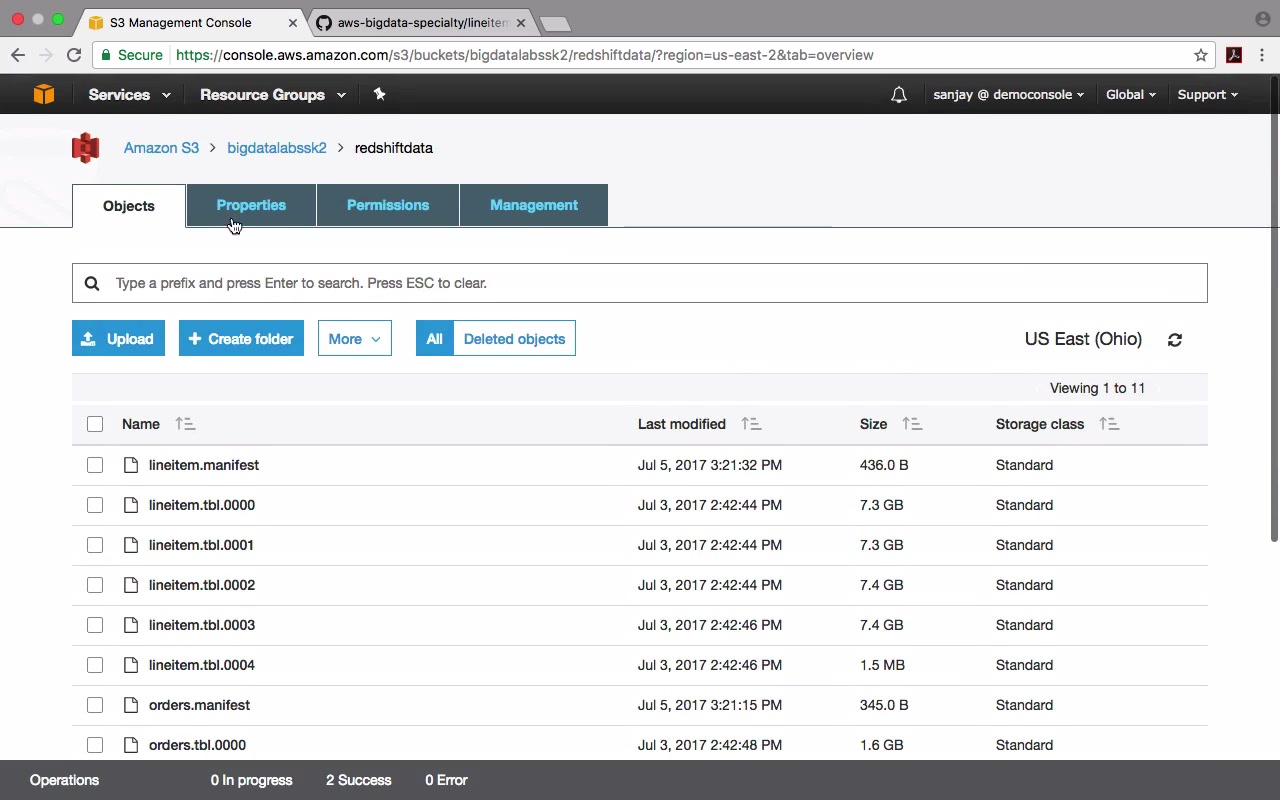 S3 Management Console
aws-bigdata-specialty/lineitem
Secure
https://console.aws.amazon.com/s3/buckets/bigdatalabssk2/redshiftdata/?region=us-east-2&tab=overview
Services
Resource Groups
sanjay @ democonsole
Global
Support
Amazon S3 > bigdatalabssk2 > redshiftdata
Objects
Properties
Permissions
Management
Type a prefix and press Enter to search. Press ESC to clear.
Upload
+ Create folder
More
All
Deleted objects
US East (Ohio)
Viewing 1 to 11
Name
Last modified
Size
Storage class
lineitem.manifest Jul 5, 2017 3:21:32 PM 436.0 B Standard
lineitem.tbl.0000 Jul 3, 2017 2:42:44 PM 7.3 GB Standard
lineitem.tbl.0001 Jul 3, 2017 2:42:44 PM 7.3 GB Standard
lineitem.tbl.0002 Jul 3, 2017 2:42:44 PM 7.4 GB Standard
lineitem.tbl.0003 Jul 3, 2017 2:42:46 PM 7.4 GB Standard
lineitem.tbl.0004 Jul 3, 2017 2:42:46 PM 1.5 MB Standard
orders.manifest Jul 5, 2017 3:21:15 PM 345.0 B Standard
orders.tbl.0000 Jul 3, 2017 2:42:48 PM 1.6 GB Standard
Operations
0 In progress
2 Success
0 Error